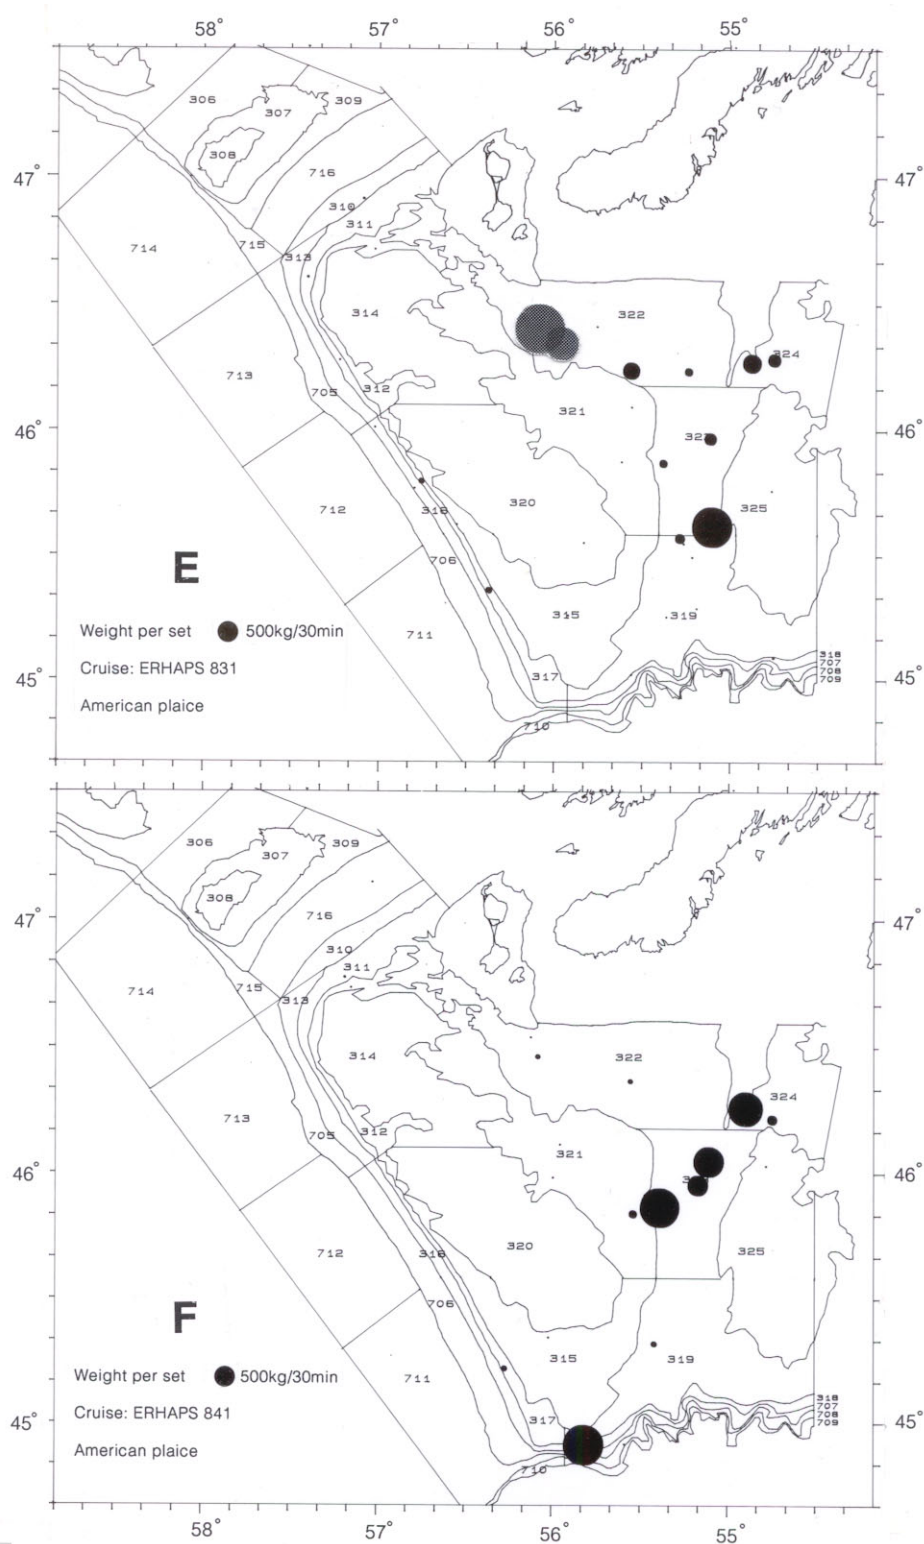 58° 57° 56° 55°
306 307 309
308
47° 716 47°
310
714 715 311
313
314 322
713 324
705 312
321
46° 46°
320 325
712 316
E 706
Weight per set 500kg/30min
711 315 319
Cruise: ERHAPS 831
318
707
708
709
45° 317 45°
American plaice
710
306 307 309
308
47° 716 47°
310
311
714 715 313
314 322
324
713
705 312
321
46° 46°
320 325
712 316
706
F
315 319
Weight per set 500kg/30min
711
318
707
708
709
Cruise: ERHAPS 841
45° 317 45°
American plaice
710
58° 57° 56° 55°